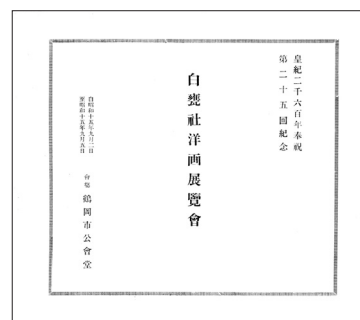 皇紀二千六百年奉祝
第二十五回紀念
白甕社洋画展覽會
自昭和十五年九月二日
至昭和十五年九月五日
會場 鶴岡市公會堂